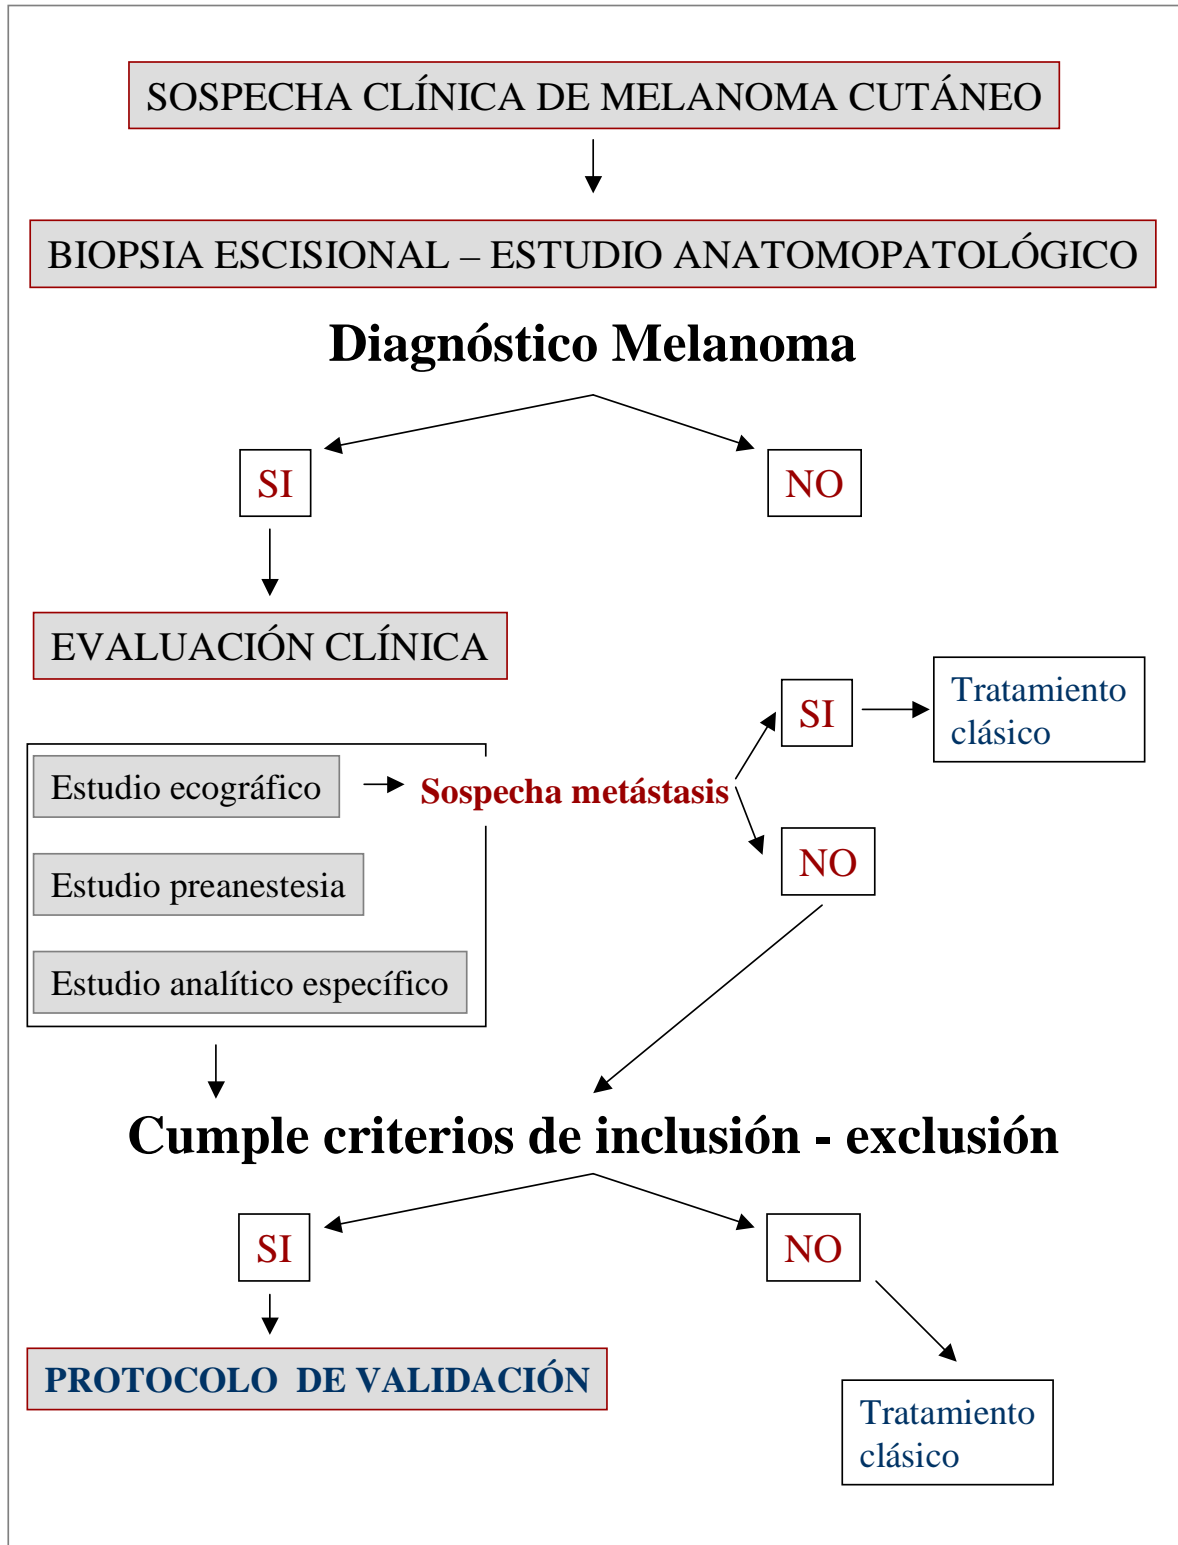 SOSPECHA CLÍNICA DE MELANOMA CUTÁNEO
BIOPSIA ESCISIONAL – ESTUDIO ANATOMOPATOLÓGICO
Diagnóstico Melanoma
SI
NO
EVALUACIÓN CLÍNICA
SI
Tratamiento
clásico
Estudio ecográfico
Sospecha metástasis
NO
Estudio preanestesia
Estudio analítico específico
Cumple criterios de inclusión - exclusión
SI
NO
PROTOCOLO DE VALIDACIÓN
Tratamiento
clásico